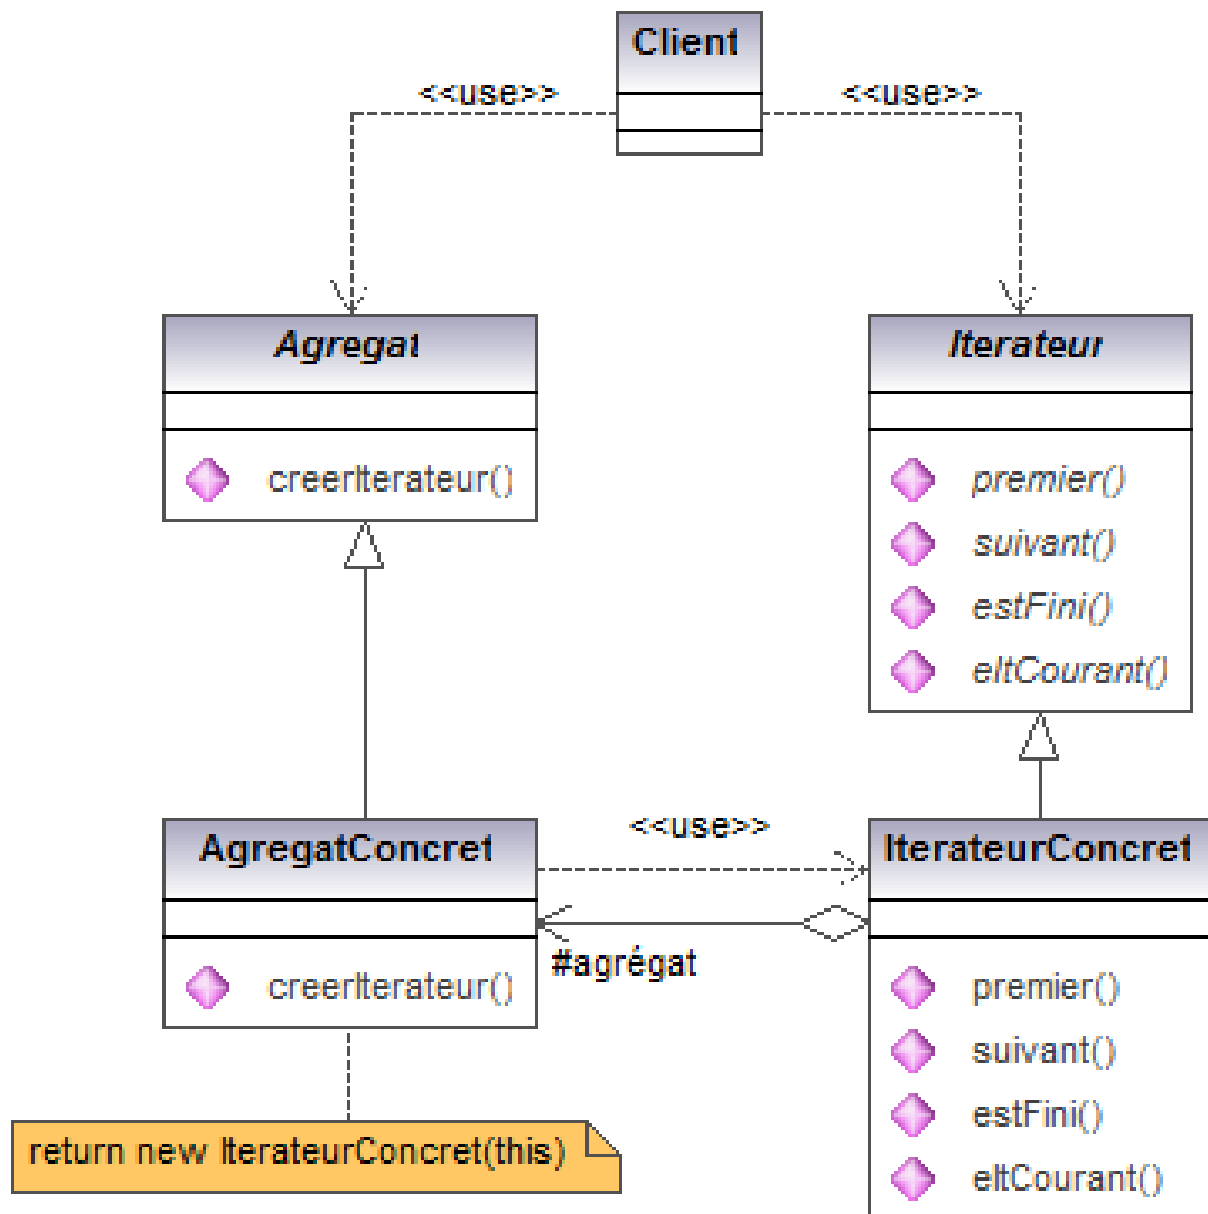 Client
<<use>>
<<use>>
Agregat
creerIterateur()
Iterateur
premier()
suivant()
estFini()
eltCourant()
AgregatConcret
creerIterateur()
<<use>>
#agrégat
IterateurConcret
premier()
suivant()
estFini()
eltCourant()
return new IterateurConcret(this)